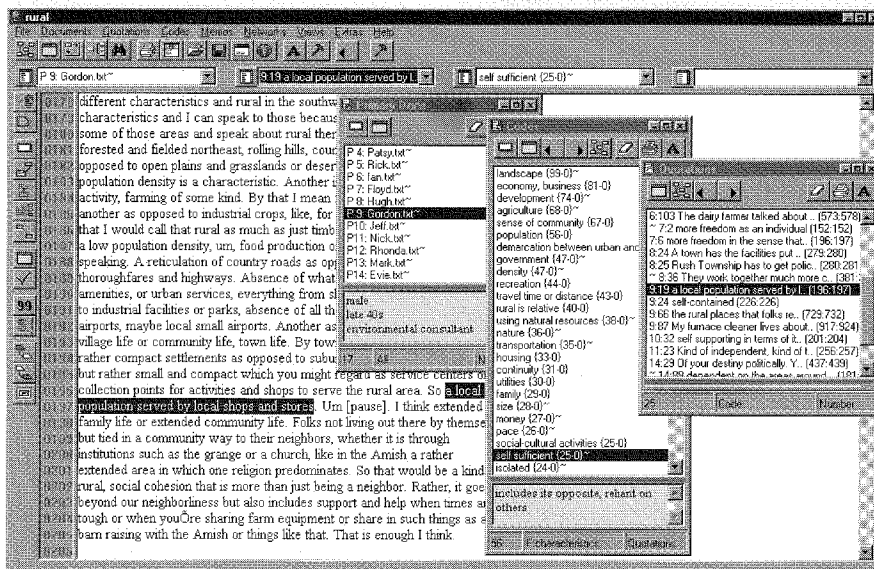 rural
File Documents Quotations Codes Memos Networks Views Extras Help
P 9: Gordon.txt~
9:19 a local population served by l.
self sufficient {25-0}~
different characteristics and rural in the southw
characteristics and I can speak to those becaus
some of those areas and speak about rural ther
forested and fielded northeast, rolling hills, cour
opposed to open plains and grasslands or deser
population density is a characteristic. Another i
activity, farming of some kind. By that I mean
another as opposed to industrial crops, like, for
that I would call that rural as much as just timb
a low population density, um, food production o
speaking. A reticulation of country roads as opp
thoroughfares and highways. Absence of what
amenities, or urban services, everything from sl
to industrial facilities or parks, absence of all th
airports, maybe local small airports. Another as
village life or community life, town life. By tow
rather compact settlements as opposed to subu
but rather small and compact which you might regard as service centers o
collection points for activities and shops to serve the rural area. So a local
population served by local shops and stores. Um [pause]. I think extended
family life or extended community life. Folks not living out there by themse
but tied in a community way to their neighbors, whether it is through
institutions such as the grange or a church, like in the Amish a rather
extended area in which one religion predominates. So that would be a kind
rural, social cohesion that is more than just being a neighbor. Rather, it goe
beyond our neighborliness but also includes support and help when times ar
tough or when youÕre sharing farm equipment or share in such things as a
barn raising with the Amish or things like that. That is enough I think
P 4: Patsy.txt~
P 5: Rick.txt~
P 6: Ian.txt~
P 7: Floyd.txt~
P 8: Hugh.txt~
P 9: Gordon.txt~
P10: Jeff.txt~
P11: Nick.txt~
P12: Rhonda.txt~
P13: Mark.txt~
P14: Evie.txt~
male
late 40s
environmental consultant
17 All N
Codes
landscape {99-0}~
economy, business {81-0}
development {74-0}~
agriculture {68-0}~
sense of community {67-0}
population {56-0}
demarcation between urban and
government {47-0}~
density {47-0}~
recreation {44-0}
travel time or distance {43-0}
rural is relative {40-0}
using natural resources {38-0}~
nature {36-0}~
transportation {35-0}~
housing {33-0}
continuity {31-0}
utilities {30-0}
family {29-0}
size {28-0}~
money {27-0}~
pace {26-0}~
social-cultural activities {25-0}
self sufficient {25-0}~
isolated {24-0}~
includes its opposite, reliant on
others
56 characteristics Quotations
Quotations
6:103 The dairy farmer talked about.. {573:578}
~ 7:2 more freedom as an individual {152:152}
7:6 more freedom in the sense that.. {196:197}
8:24 A town has the facilities put .. {279:280}
8:25 Rush Township has to get polic.. {280:281
~ 8:36 They work together much more c.. {381:
9:19 a local population served by l.. {196:197}
9:24 self-contained {226:226}
9:66 the rural places that folks re.. {729:732}
9:87 My furnace cleaner lives about.. {917:924}
10:32 self supporting in terms of it.. {201:204}
11:23 Kind of independent, kind of t.. {256:257}
14:29 Of your destiny politically. Y.. {437:439}
~ 14:89 dependent on the areas around.. {181
25 Code Number